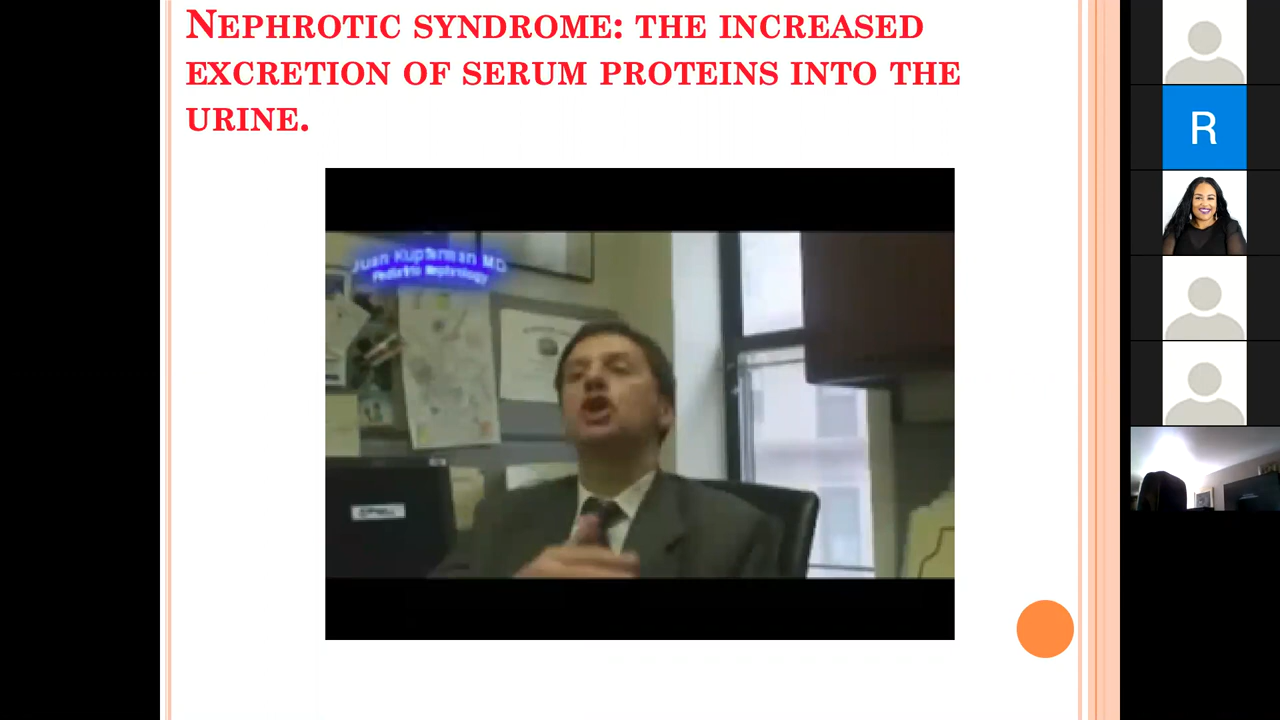 NEPHROTIC SYNDROME: THE INCREASED
EXCRETION OF SERUM PROTEINS INTO THE
URINE.
R
Juan Kupferman MD
Pediatric Nephrology